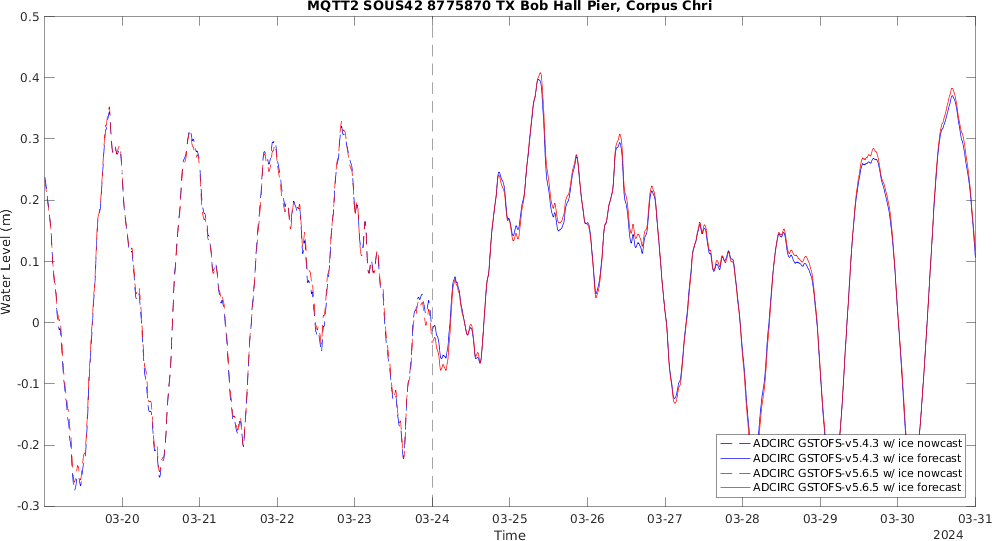 MQTT2 SOUS42 8775870 TX Bob Hall Pier, Corpus Chri
0.5
0.4
0.3
0.2
0.1
0
-0.1
-0.2
-0.3
Water Level (m)
ADCIRC GSTOFS-v5.4.3 w/ ice nowcast
ADCIRC GSTOFS-v5.4.3 w/ ice forecast
ADCIRC GSTOFS-v5.6.5 w/ ice nowcast
ADCIRC GSTOFS-v5.6.5 w/ ice forecast
03-20 03-21 03-22 03-23 03-24 03-25 03-26 03-27 03-28 03-29 03-30 03-31
Time
2024